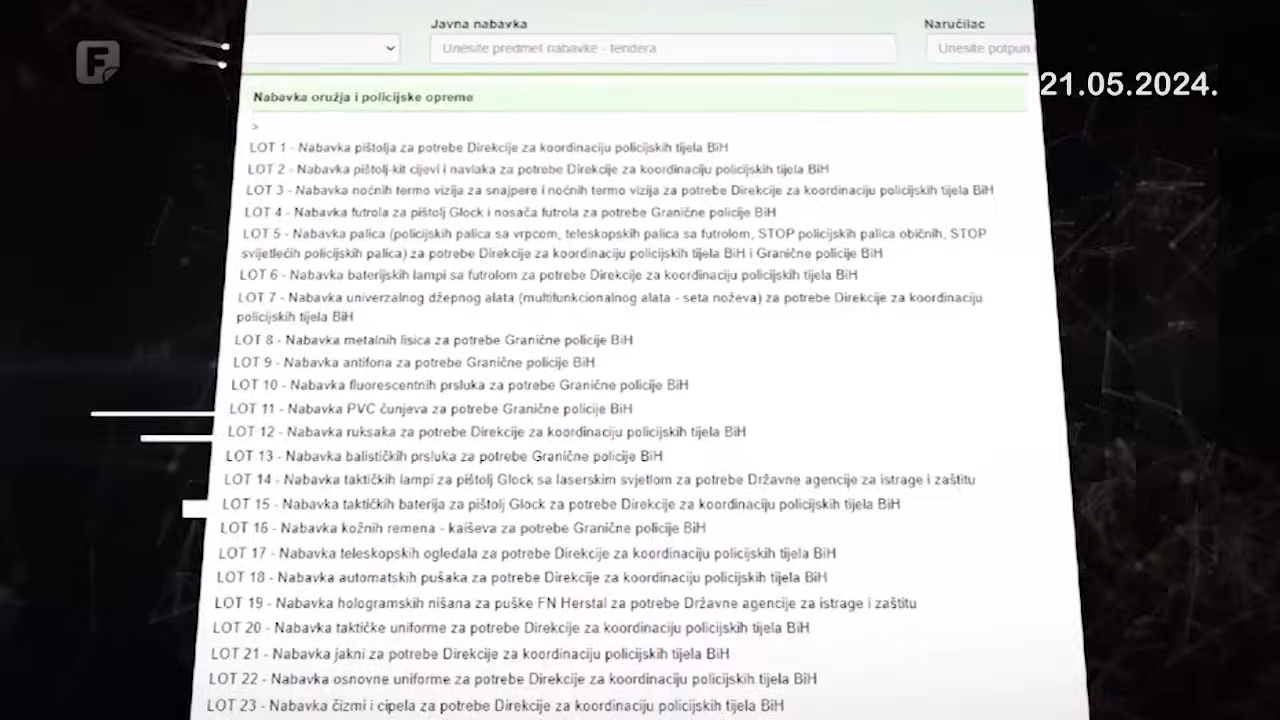 Javna nabavka
Naručilac
Unesite predmet nabavke - tendera
Unesite potpun
F
21.05.2024.
Nabavka oružja i policijske opreme
>
LOT 1 - Nabavka pištolja za potrebe Direkcije za koordinaciju policijskih tijela BiH
LOT 2 - Nabavka pištolj-kit cijevi i navlaka za potrebe Direkcije za koordinaciju policijskih tijela BiH
LOT 3 - Nabavka noćnih termo vizija za snajpere i noćnih termo vizija za potrebe Direkcije za koordinaciju policijskih tijela BiH
LOT 4 - Nabavka futrola za pištolj Glock i nosača futrola za potrebe Granične policije BiH
LOT 5 - Nabavka palica (policijskih palica sa vrpcom, teleskopskih palica sa futrolom, STOP policijskih palica običnih, STOP
svijetlećih policijskih palica) za potrebe Direkcije za koordinaciju policijskih tijela BiH i Granične policije BiH
LOT 6 - Nabavka baterijskih lampi sa futrolom za potrebe Direkcije za koordinaciju policijskih tijela BiH
LOT 7 - Nabavka univerzalnog džepnog alata (multifunkcionalnog alata - seta noževa) za potrebe Direkcije za koordinaciju
policijskih tijela BiH
LOT 8 - Nabavka metalnih lisica za potrebe Granične policije BiH
LOT 9 - Nabavka antifona za potrebe Granične policije BiH
LOT 10 - Nabavka fluorescentnih prsluka za potrebe Granične policije BiH
LOT 11 - Nabavka PVC čunjeva za potrebe Granične policije BiH
LOT 12 - Nabavka ruksaka za potrebe Direkcije za koordinaciju policijskih tijela BiH
LOT 13 - Nabavka balističkih prsluka za potrebe Granične policije BiH
LOT 14 - Nabavka taktičkih lampi za pištolj Glock sa laserskim svjetlom za potrebe Državne agencije za istrage i zaštitu
LOT 15 - Nabavka taktičkih baterija za pištolj Glock za potrebe Direkcije za koordinaciju policijskih tijela BiH
LOT 16 - Nabavka kožnih remena - kaiševa za potrebe Granične policije BiH
LOT 17 - Nabavka teleskopskih ogledala za potrebe Direkcije za koordinaciju policijskih tijela BiH
LOT 18 - Nabavka automatskih pušaka za potrebe Direkcije za koordinaciju policijskih tijela BiH
LOT 19 - Nabavka hologramskih nišana za puške FN Herstal za potrebe Državne agencije za istrage i zaštitu
LOT 20 - Nabavka taktičke uniforme za potrebe Direkcije za koordinaciju policijskih tijela BiH
LOT 21 - Nabavka jakni za potrebe Direkcije za koordinaciju policijskih tijela BiH
LOT 22 - Nabavka osnovne uniforme za potrebe Direkcije za koordinaciju policijskih tijela BiH
LOT 23 - Nabavka čizmi i cipela za potrebe Direkcije za koordinaciju policijskih tijela BiH